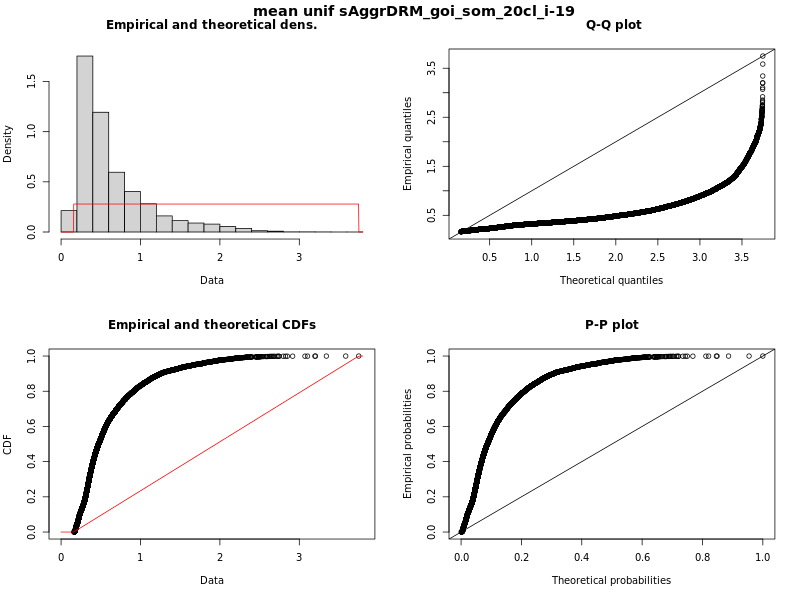 mean unif sAggrDRM_goi_som_20cl_i-19
Empirical and theoretical dens.
Density
0.0 0.5 1.0 1.5
0 1 2 3
Data
Q-Q plot
Empirical quantiles
0.5 1.5 2.5 3.5
0.5 1.0 1.5 2.0 2.5 3.0 3.5
Theoretical quantiles
Empirical and theoretical CDFs
CDF
0.0 0.2 0.4 0.6 0.8 1.0
0 1 2 3
Data
P-P plot
Empirical probabilities
0.0 0.2 0.4 0.6 0.8 1.0
0.0 0.2 0.4 0.6 0.8 1.0
Theoretical probabilities